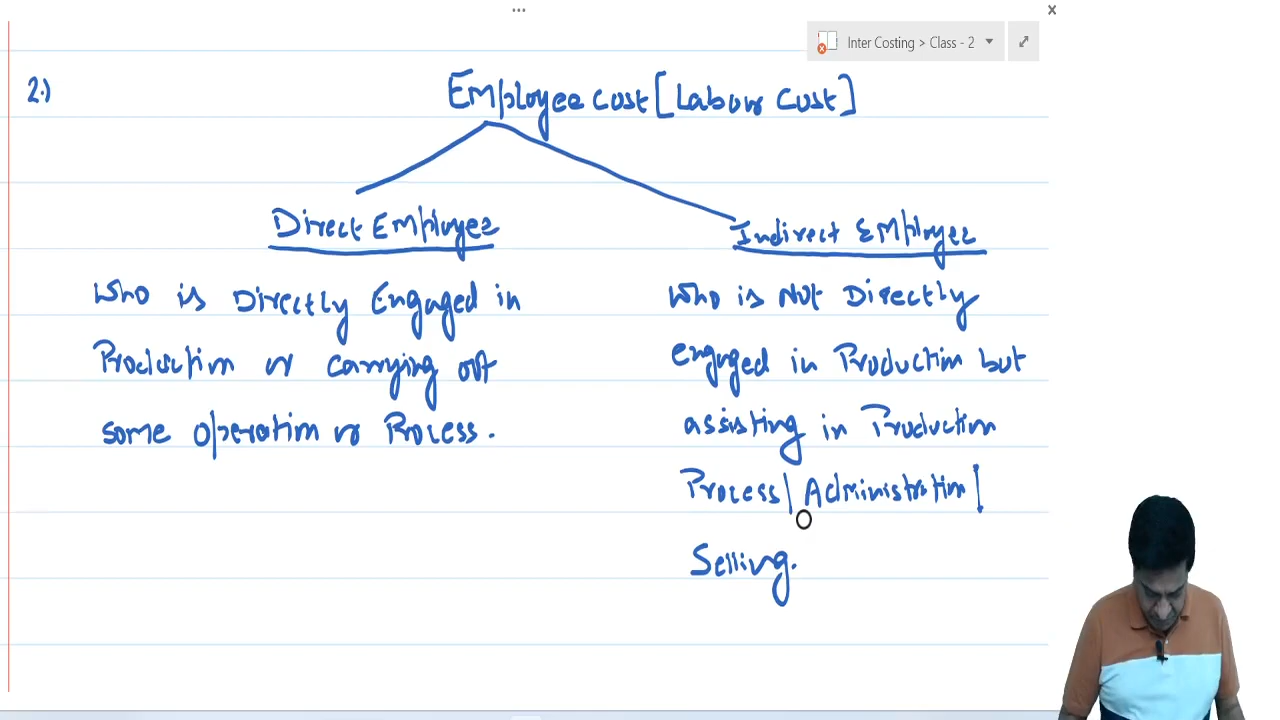 ...
Inter Costing > Class - 2
2.)
Employee Cost [Labour Cost]
Direct Employee
Indirect Employee
Who is Directly Engaged in
Production or carrying out
some operation or Process.
Who is Not Directly
engaged in Production but
assisting in Production
Process | Administration |
Selling.